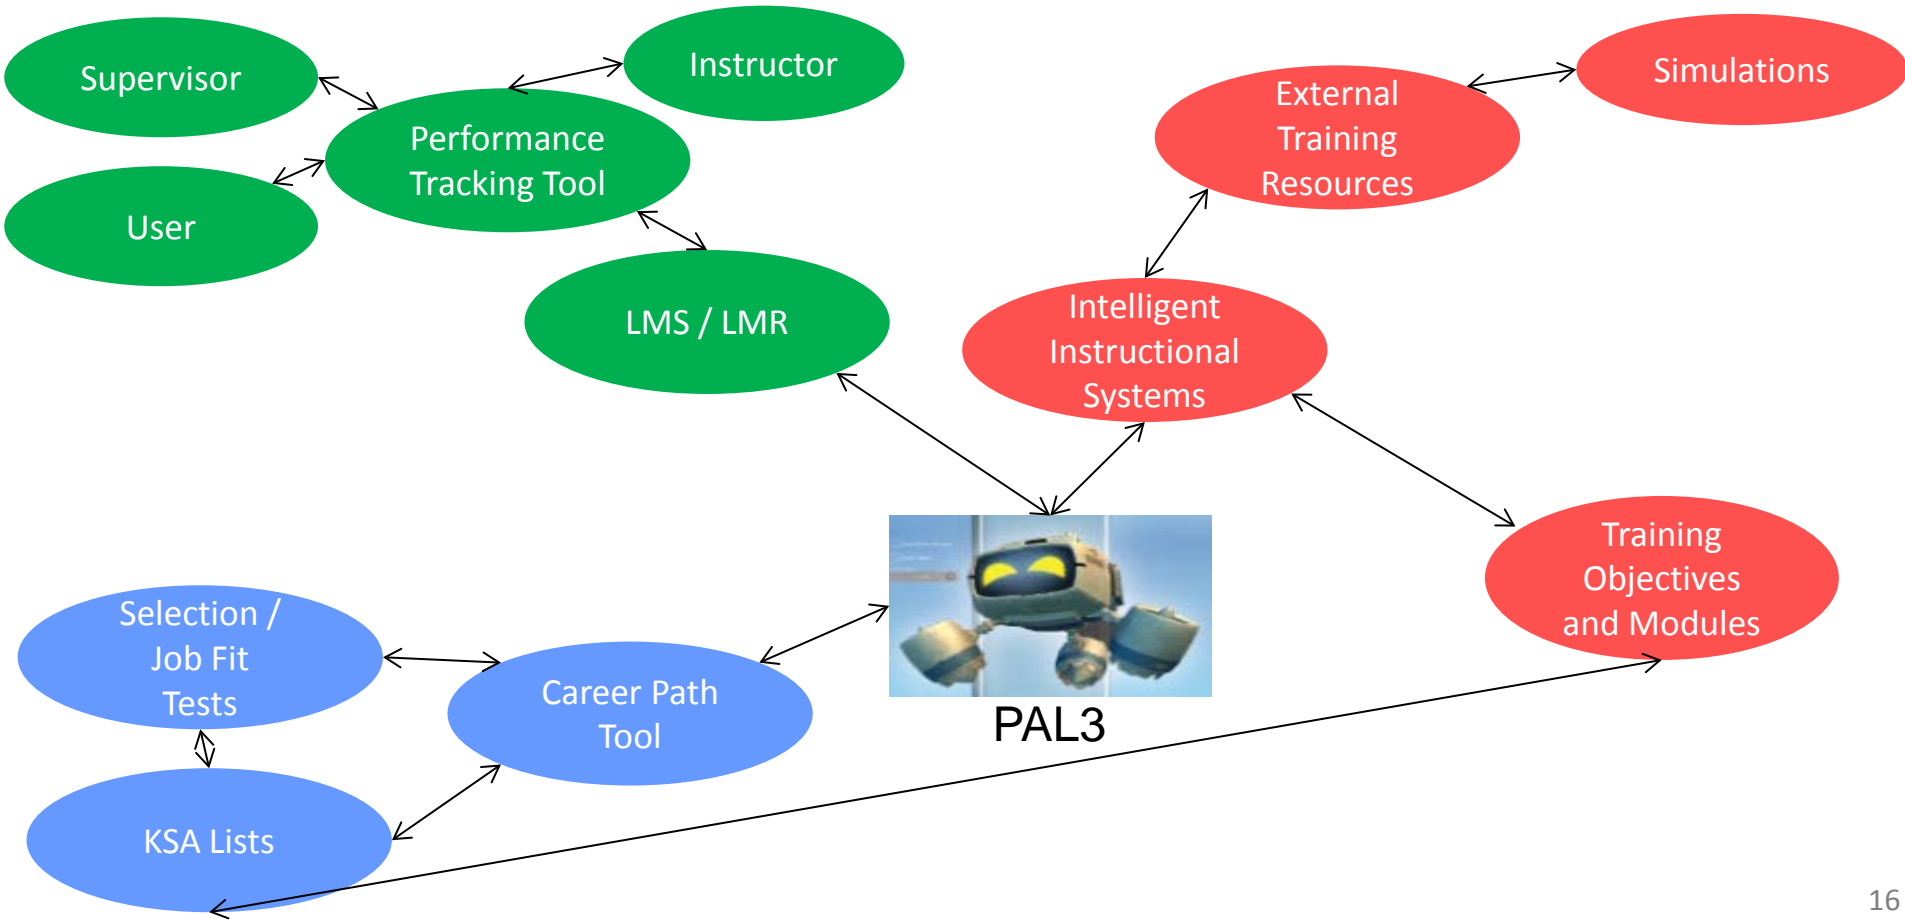 Supervisor
Instructor
Performance
Tracking Tool
User
LMS / LMR
External
Training
Resources
Simulations
Intelligent
Instructional
Systems
Training
Objectives
and Modules
Selection /
Job Fit
Tests
Career Path
Tool
KSA Lists
PAL3
16